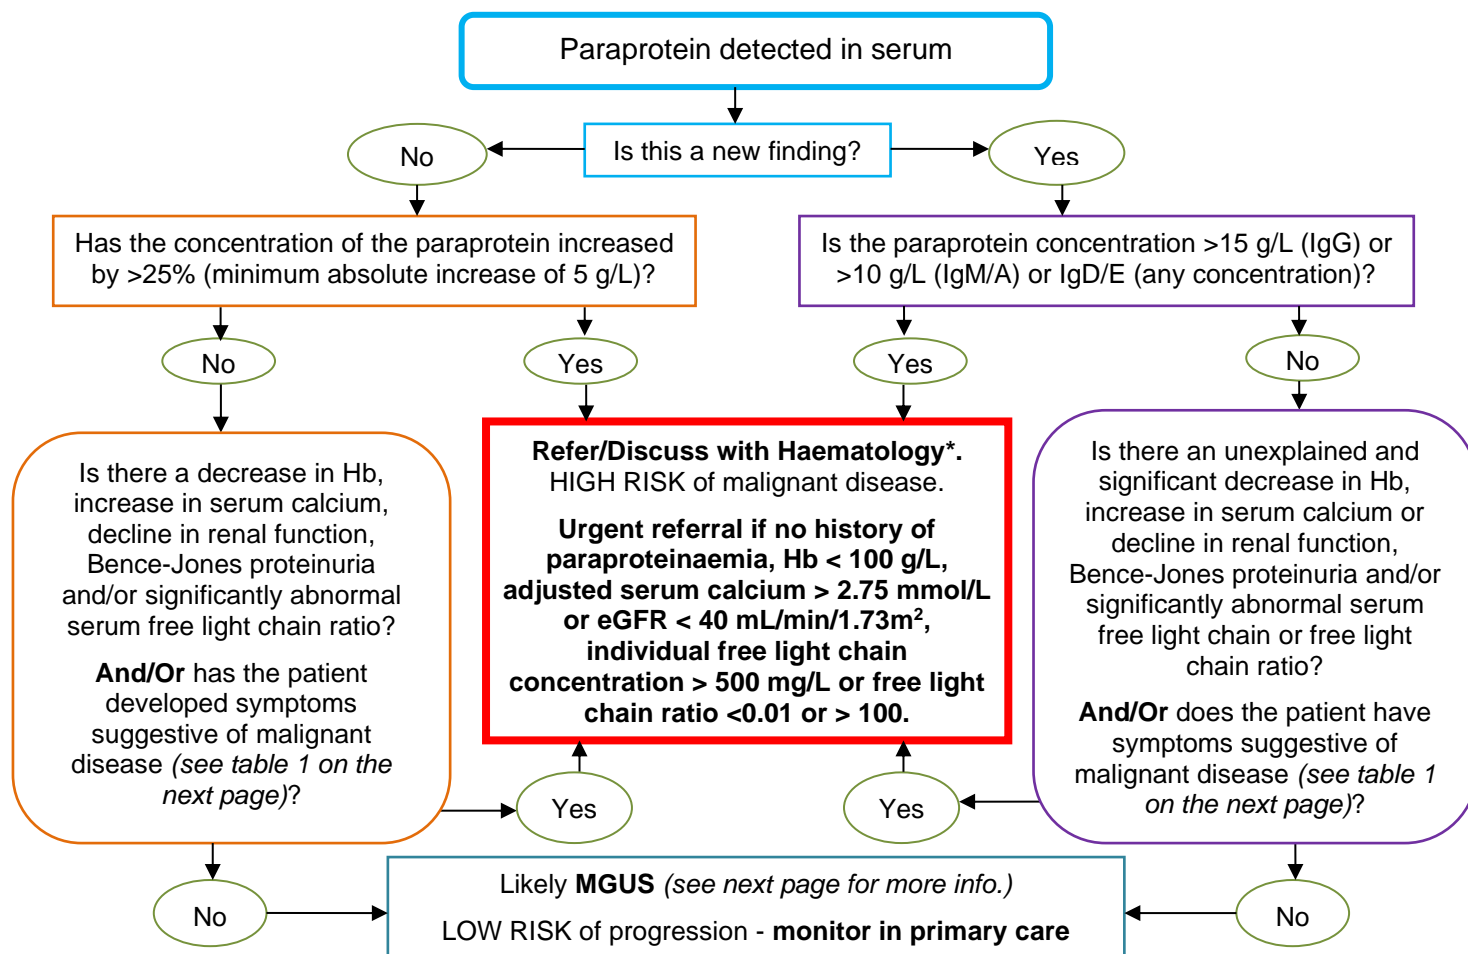 Paraprotein detected in serum
Is this a new finding?
No
Yes
Has the concentration of the paraprotein increased
by >25% (minimum absolute increase of 5 g/L)?
Is the paraprotein concentration >15 g/L (IgG) or
>10 g/L (IgM/A) or IgD/E (any concentration)?
No
Yes
Yes
No
Is there a decrease in Hb,
increase in serum calcium,
decline in renal function,
Bence-Jones proteinuria
and/or significantly abnormal
serum free light chain ratio?
And/Or has the patient
developed symptoms
suggestive of malignant
disease (see table 1 on the
next page)?
Refer/Discuss with Haematology*.
HIGH RISK of malignant disease.
Urgent referral if no history of
paraproteinaemia, Hb < 100 g/L,
adjusted serum calcium > 2.75 mmol/L
or eGFR < 40 mL/min/1.73m²,
individual free light chain
concentration > 500 mg/L or free light
chain ratio <0.01 or > 100.
Is there an unexplained and
significant decrease in Hb,
increase in serum calcium or
decline in renal function,
Bence-Jones proteinuria and/or
significantly abnormal serum
free light chain or free light
chain ratio?
And/Or does the patient have
symptoms suggestive of
malignant disease (see table 1
on the next page)?
Yes
Yes
No
Likely MGUS (see next page for more info.)
LOW RISK of progression - monitor in primary care
No